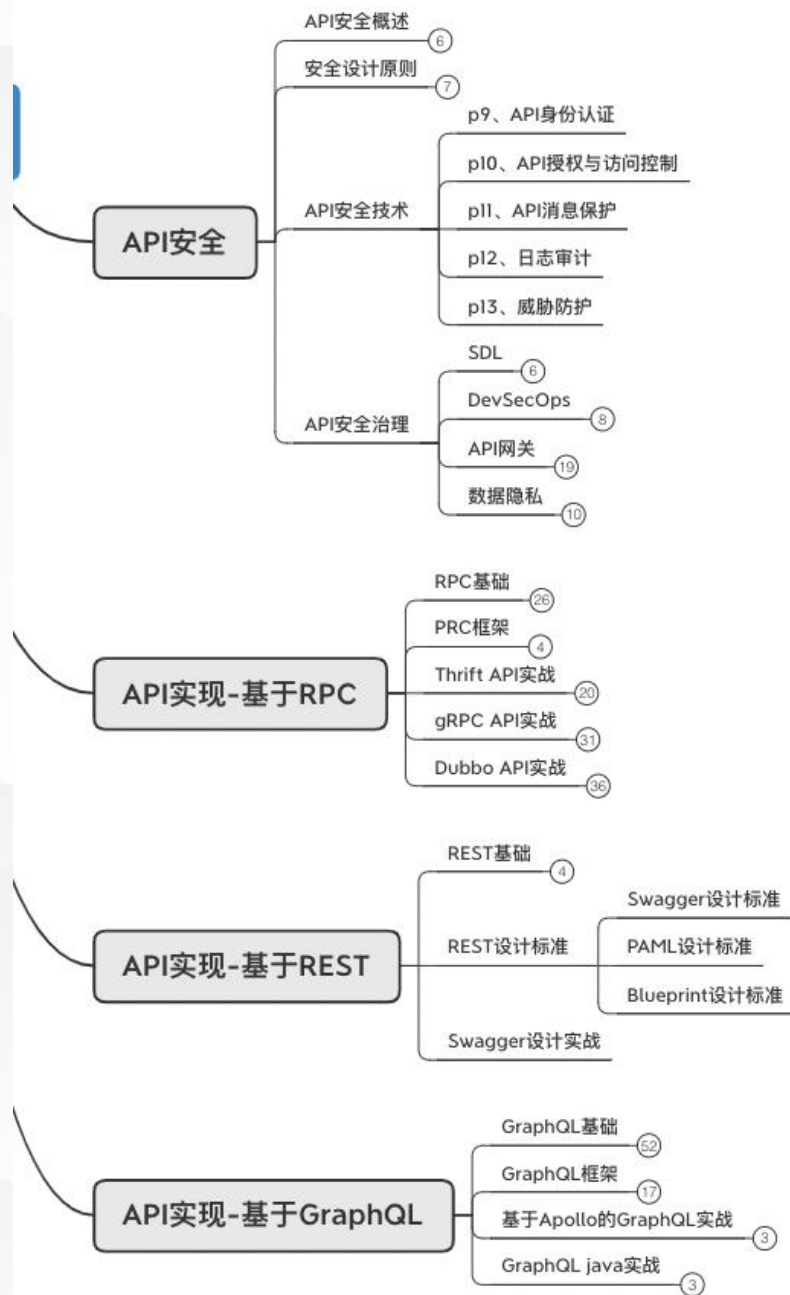 API安全概述
6
安全设计原则
7
p9、API身份认证
p10、API授权与访问控制
API安全技术
p11、API消息保护
API安全
p12、日志审计
p13、威胁防护
SDL
6
DevSecOps
8
API安全治理
API网关
19
数据隐私
10
RPC基础
26
PRC框架
4
Thrift API实战
20
API实现-基于RPC
gRPC API实战
31
Dubbo API实战
36
REST基础
4
Swagger设计标准
REST设计标准
PAML设计标准
API实现-基于REST
Blueprint设计标准
Swagger设计实战
GraphQL基础
52
GraphQL框架
17
API实现-基于GraphQL
基于Apollo的GraphQL实战
3
GraphQL java实战
3